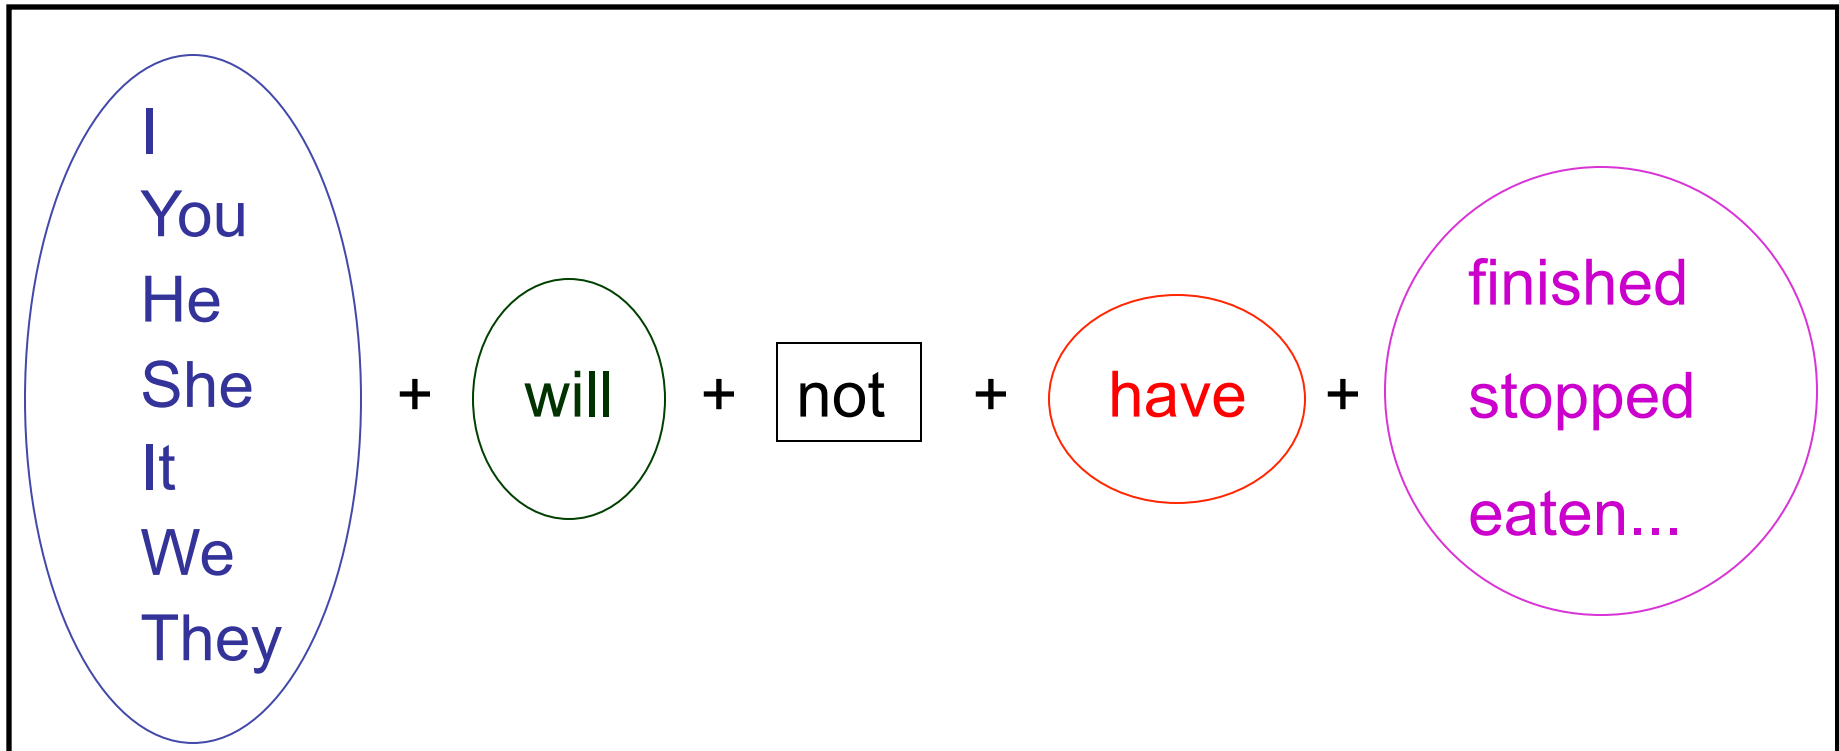 I
You
He
She
It
We
They
+
will
+
not
+
have
+
finished
stopped
eaten...